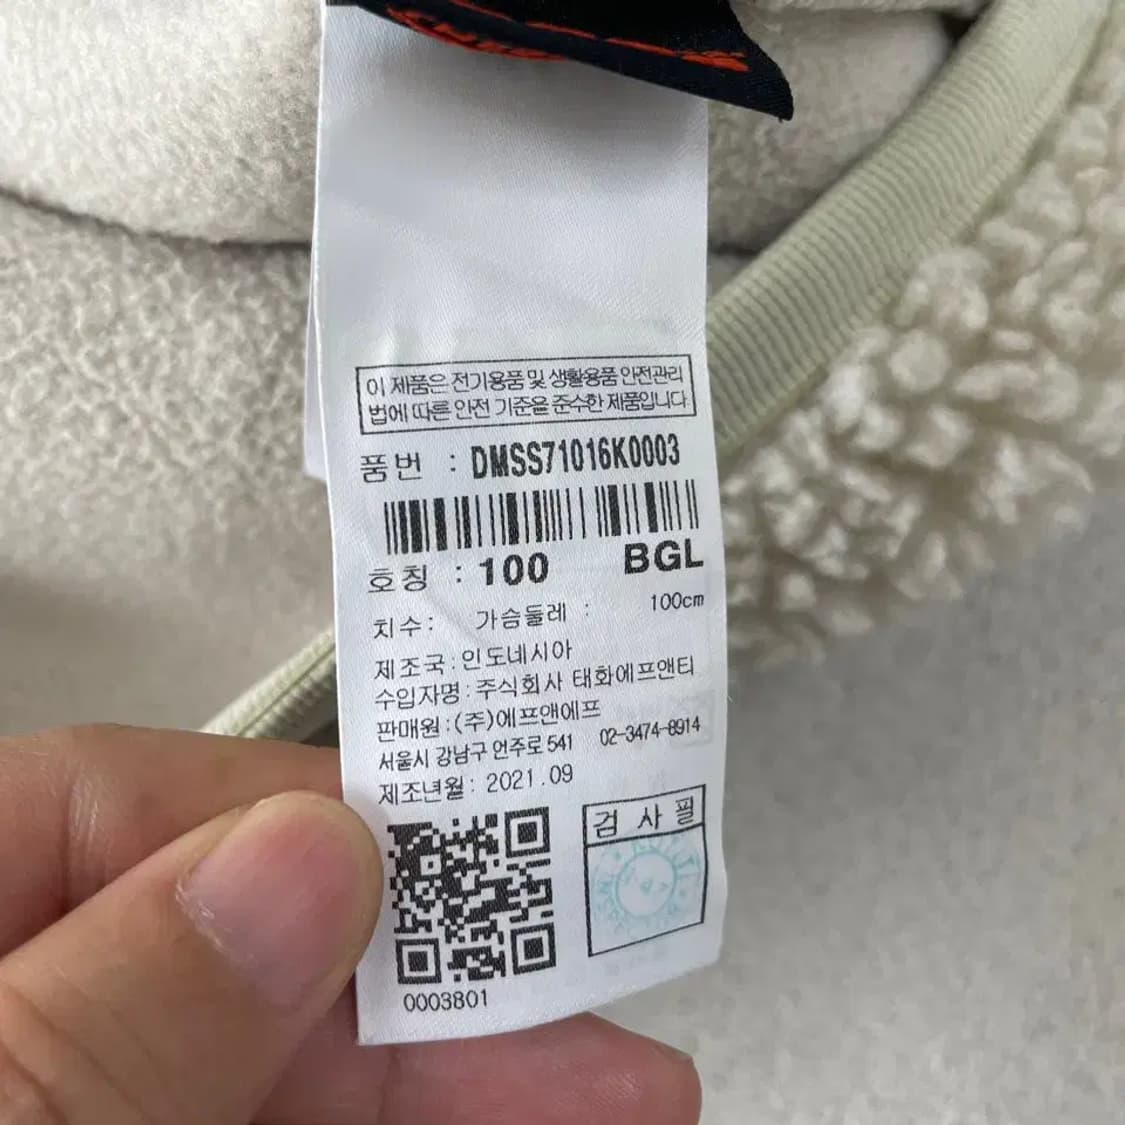 이 제품은 전기용품 및 생활용품 안전관리
법에 따른 안전 기준을 준수한 제품입니다.
품번 : DMSS71016K0003
호칭 : 100 BGL
치수: 가슴둘레 : 100cm
제조국:인도네시아
수입자명:주식회사 태화에프앤티
판매원:(주)에프앤에프
서울시 강남구 언주로 541 02-3474-8914
제조년월: 2021.09
검 사 필
0003801